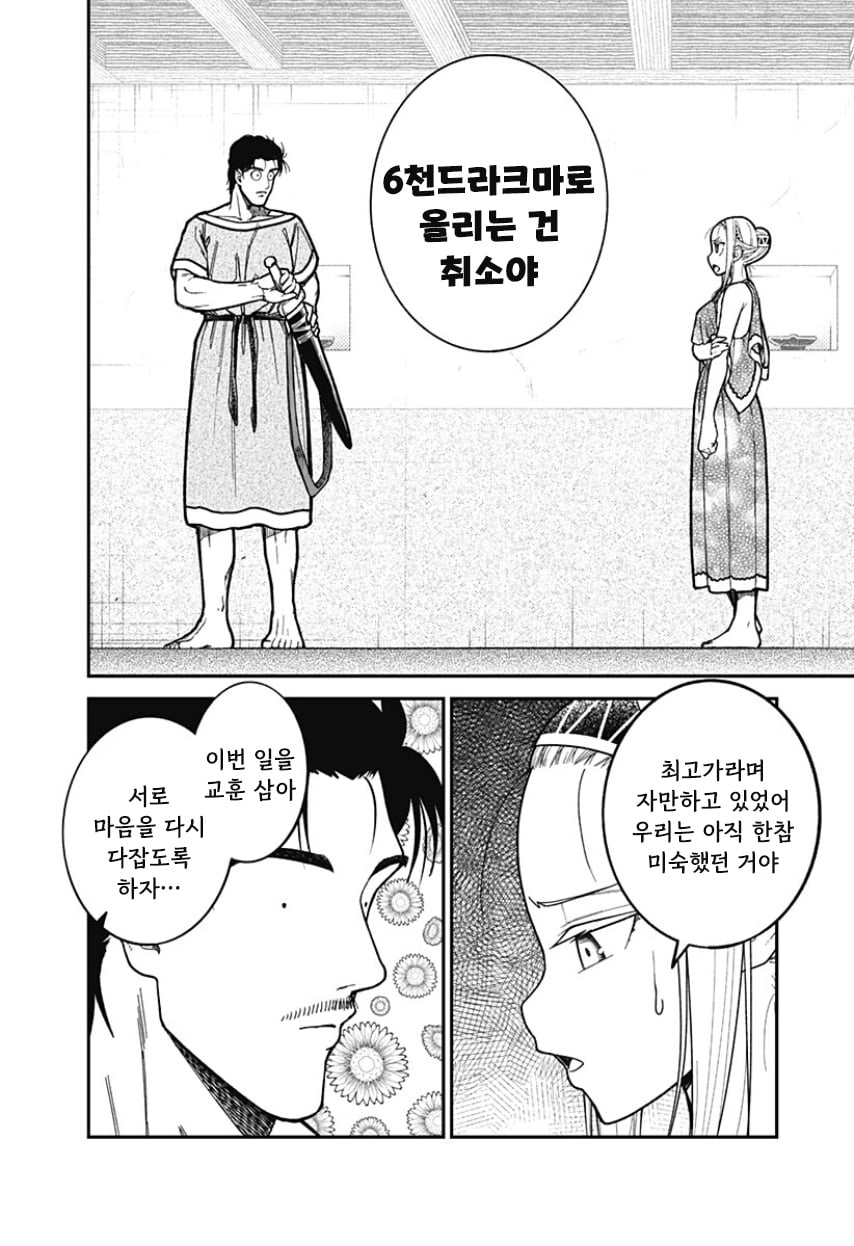 6천드라크마로
올리는 건
취소야
최고가라며
자만하고 있었어
우리는 아직 한참
미숙했던 거야
이번 일을
교훈 삼아
서로
마음을 다시
다잡도록
하자…